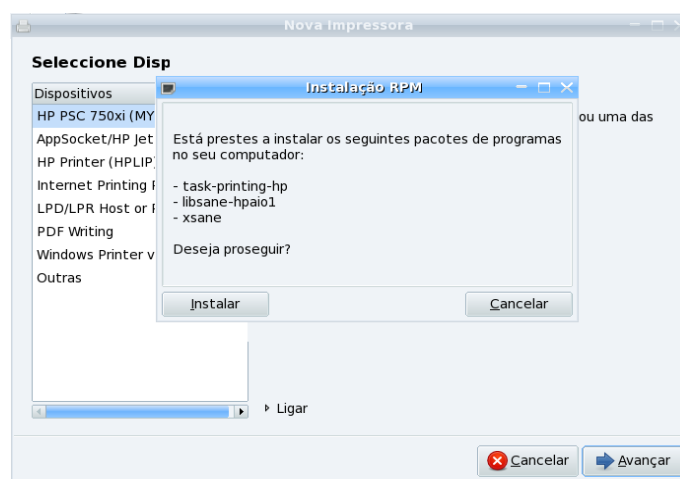 Nova Impressora
Seleccione Disp
Dispositivos
HP PSC 750xi (MY
AppSocket/HP Jet
HP Printer (HPLIP)
Internet Printing
LPD/LPR Host or
PDF Writing
Windows Printer v
Outras
ou uma das
Instalação RPM
Está prestes a instalar os seguintes pacotes de programas
no seu computador:
- task-printing-hp
- libsane-hpaio1
- xsane
Deseja proseguir?
Instalar
Cancelar
Ligar
Cancelar
Avançar